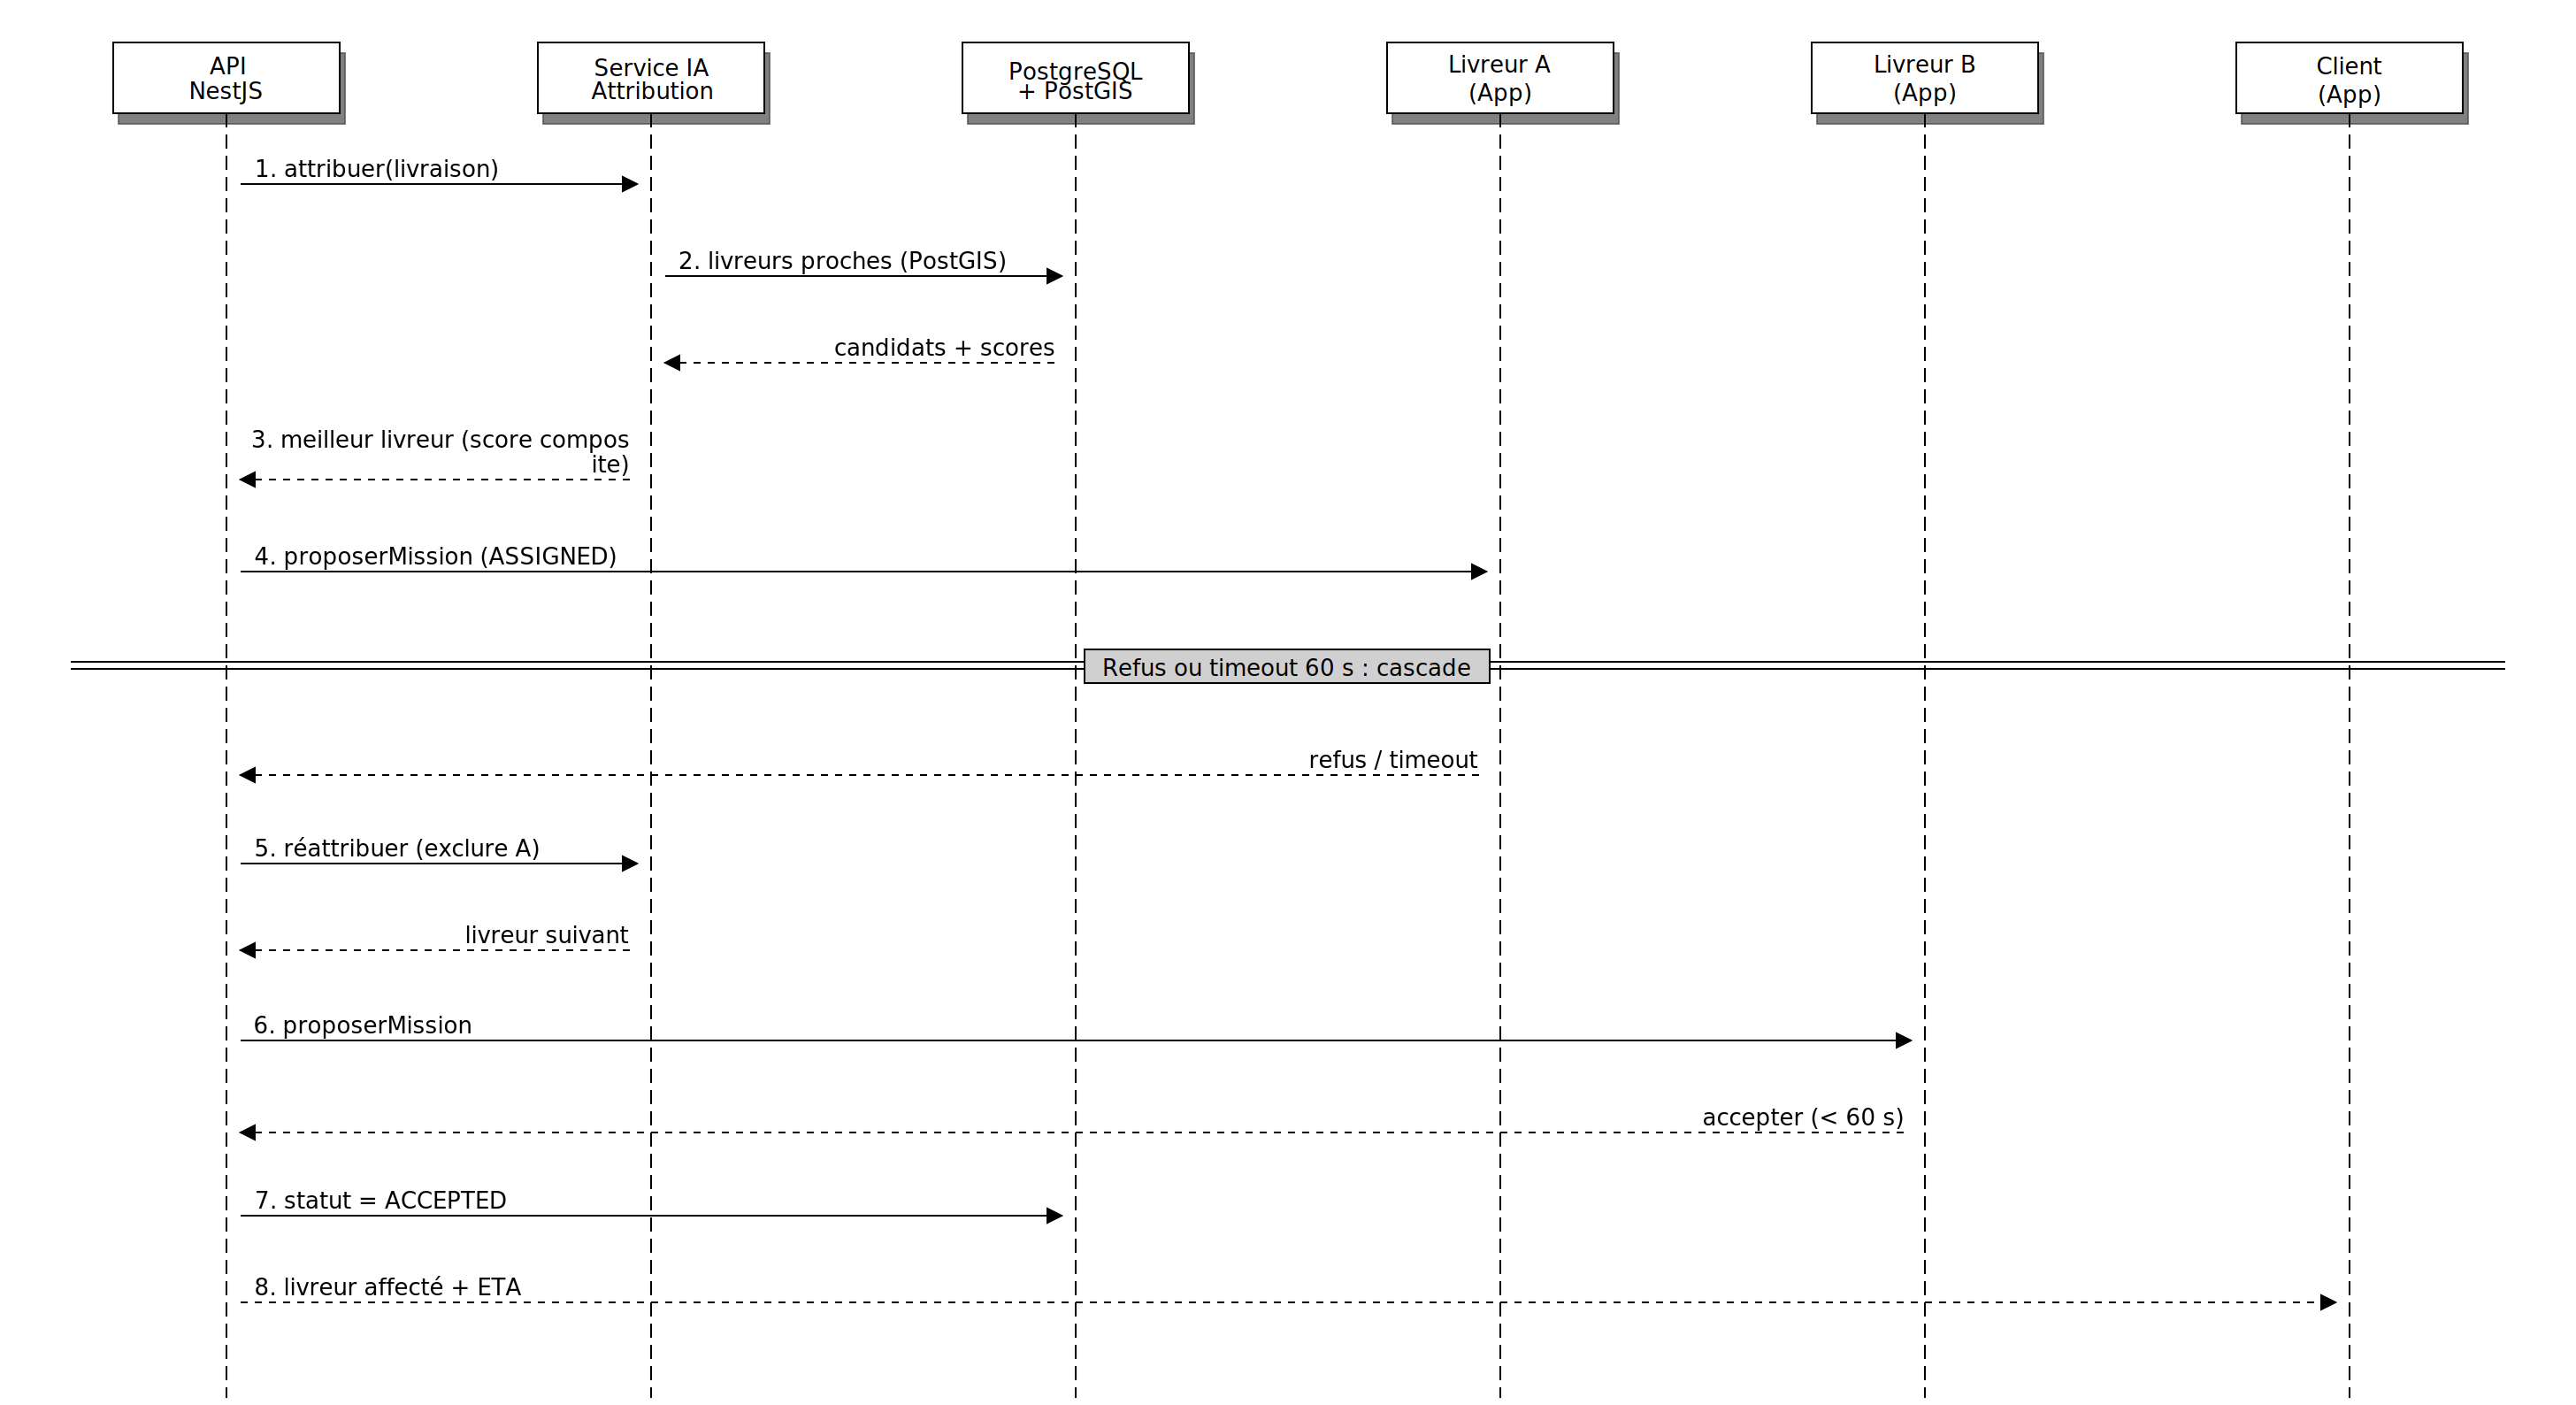 API
NestJS
Service IA
Attribution
PostgreSQL
+ PostGIS
Livreur A
(App)
Livreur B
(App)
Client
(App)
1. attribuer(livraison)
2. livreurs proches (PostGIS)
candidats + scores
3. meilleur livreur (score compos
ite)
4. proposerMission (ASSIGNED)
Refus ou timeout 60 s : cascade
refus / timeout
5. réattribuer (exclure A)
livreur suivant
6. proposerMission
accepter (< 60 s)
7. statut = ACCEPTED
8. livreur affecté + ETA